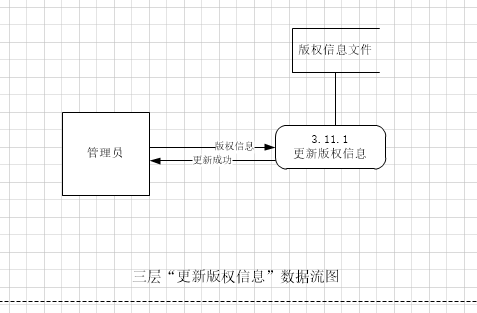 版权信息文件
版权信息
3.11.1
更新版权信息
管理员
更新成功
三层“更新版权信息”数据流图